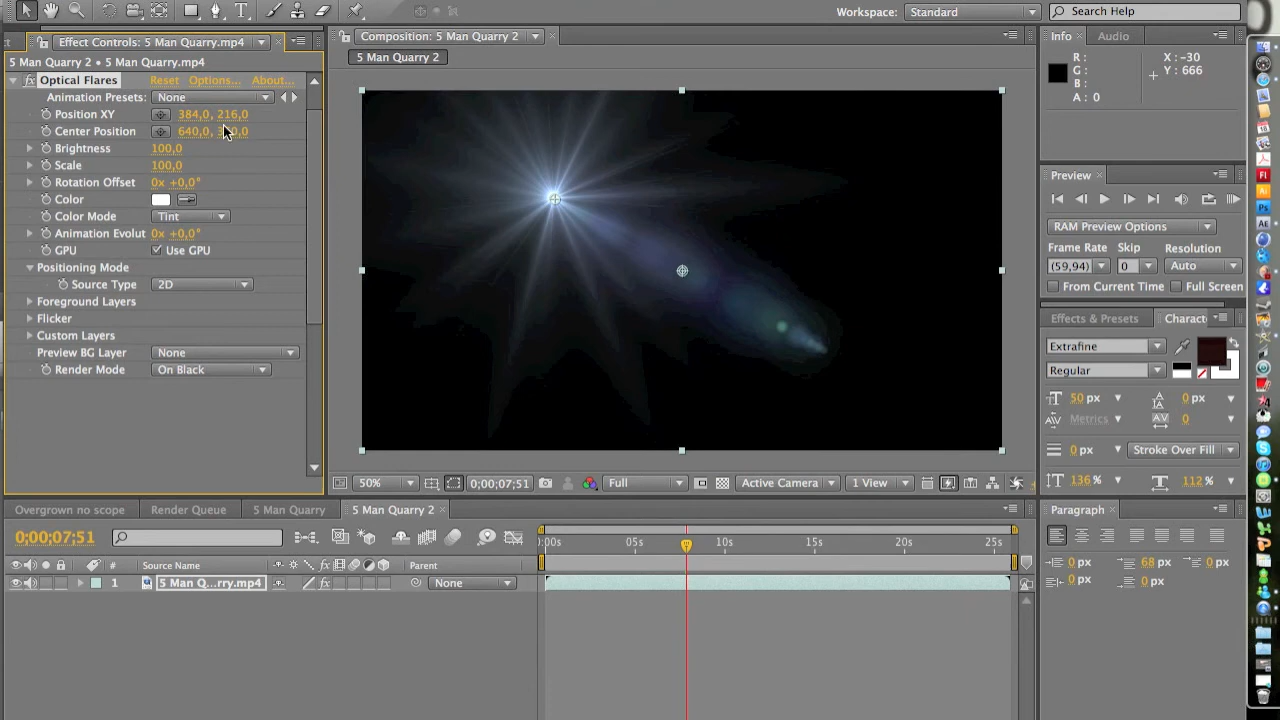 Workspace: Standard Search Help
Effect Controls: 5 Man Quarry.mp4
5 Man Quarry 2 • 5 Man Quarry.mp4
Optical Flares Reset Options... About...
Animation Presets: None
Position XY 384,0, 216,0
Center Position 640,0,
Brightness 100,0
Scale 100,0
Rotation Offset 0x +0,0°
Color
Color Mode Tint
Animation Evolut 0x +0,0°
GPU Use GPU
Positioning Mode
Source Type 2D
Foreground Layers
Flicker
Custom Layers
Preview BG Layer None
Render Mode On Black
Composition: 5 Man Quarry 2
5 Man Quarry 2
50% 0;00;07;51 Full Active Camera 1 View
Info Audio
R : X : -30
G : Y : 666
B :
A : 0
Preview
RAM Preview Options
Frame Rate Skip Resolution
(59,94) 0 Auto
From Current Time Full Screen
Effects & Presets Charact
Extrafine
Regular
50 px 0 px
Metrics 0
0 px Stroke Over Fill
136 % 112 %
Paragraph
0 px 68 px 0 px
0 px 0 px
Overgrown no scope Render Queue 5 Man Quarry 5 Man Quarry 2
0;00;07;51
:00s 05s 10s 15s 20s 25s
# Source Name Parent
1 5 Man Q...rry.mp4 None